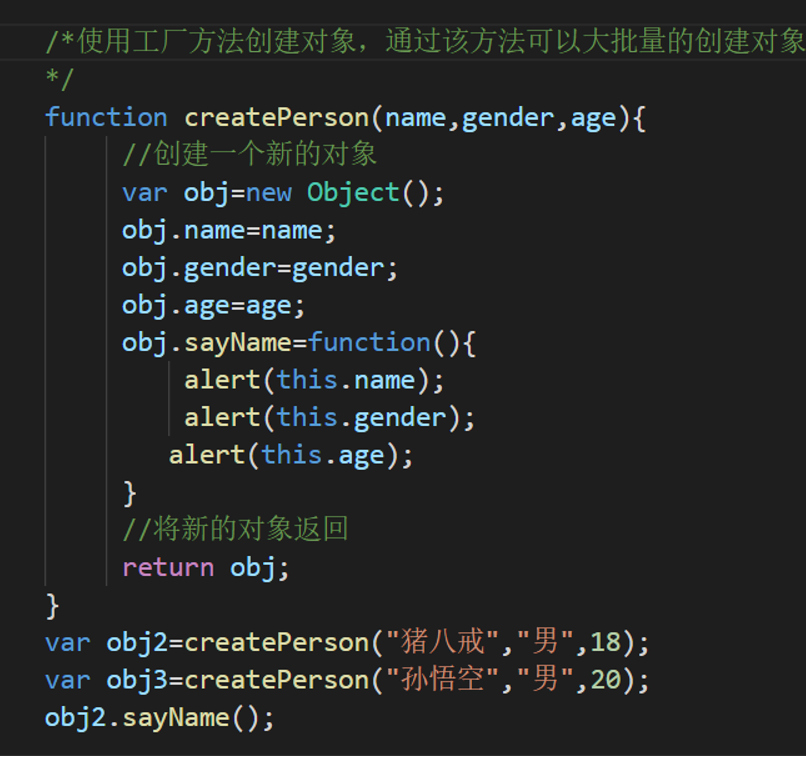 /*使用工厂方法创建对象，通过该方法可以大批量的创建对象
*/
function createPerson(name,gender,age){
//创建一个新的对象
var obj=new Object();
obj.name=name;
obj.gender=gender;
obj.age=age;
obj.sayName=function(){
alert(this.name);
alert(this.gender);
alert(this.age);
}
//将新的对象返回
return obj;
}
var obj2=createPerson("猪八戒","男",18);
var obj3=createPerson("孙悟空","男",20);
obj2.sayName();